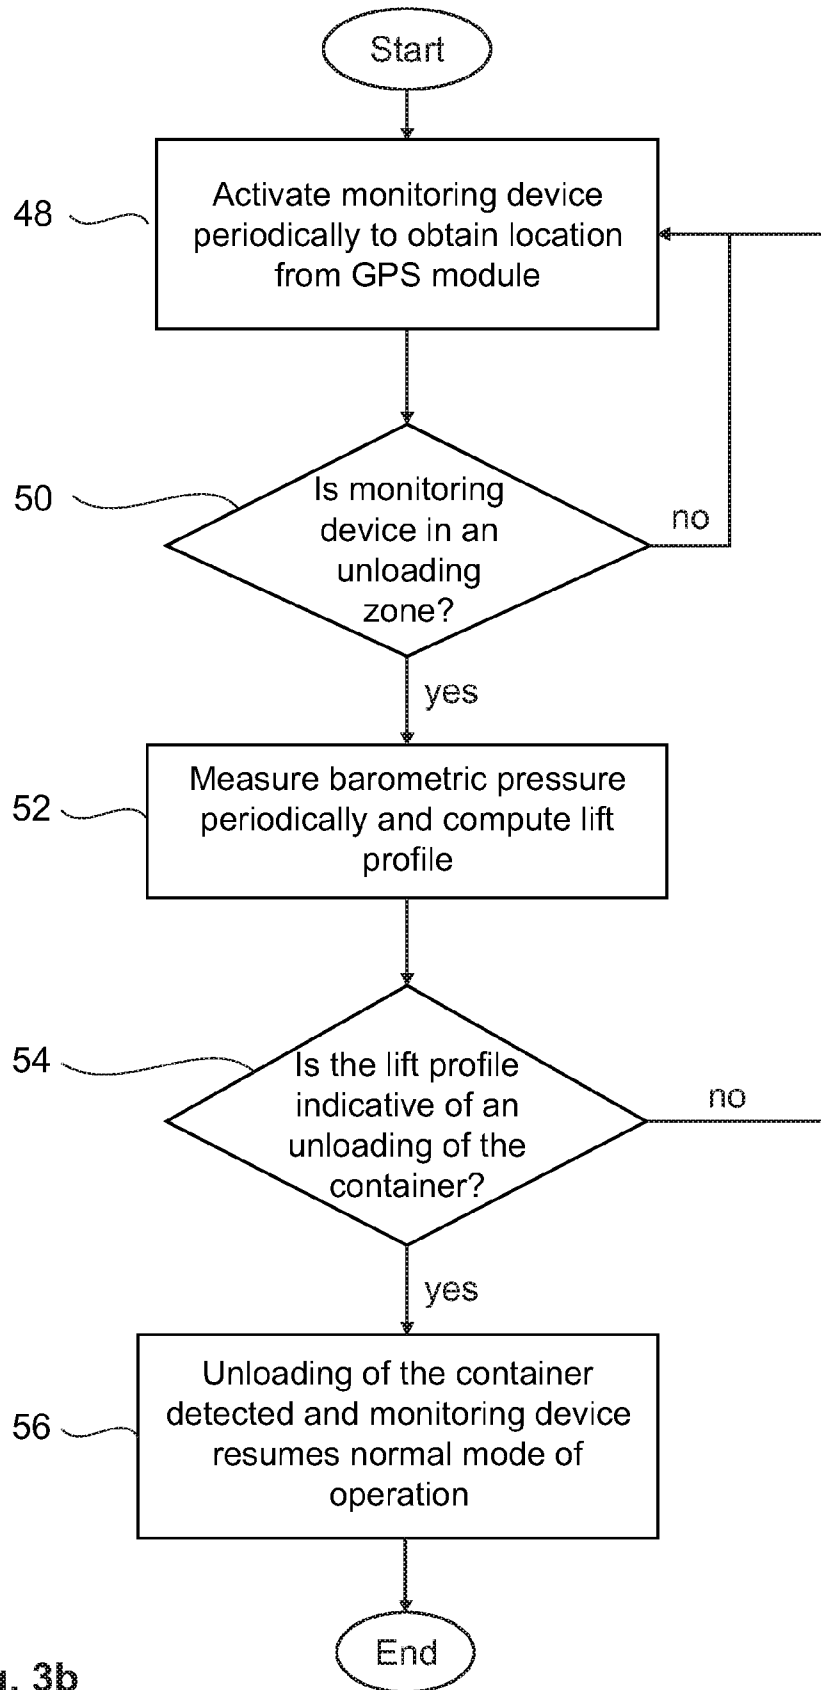 Start
48
Activate monitoring device
periodically to obtain location
from GPS module
50
Is monitoring
device in an
unloading
zone?
no
yes
52
Measure barometric pressure
periodically and compute lift
profile
54
Is the lift profile
indicative of an
unloading of the
container?
no
yes
56
Unloading of the container
detected and monitoring device
resumes normal mode of
operation
End
3b